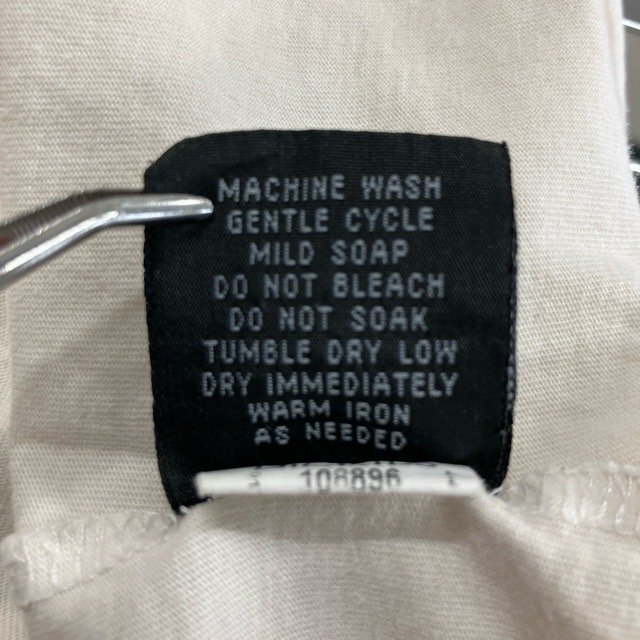 MACHINE WASH
GENTLE CYCLE
MILD SOAP
DO NOT BLEACH
DO NOT SOAK
TUMBLE DRY LOW
DRY IMMEDIATELY
WARM IRON
AS NEEDED
108896